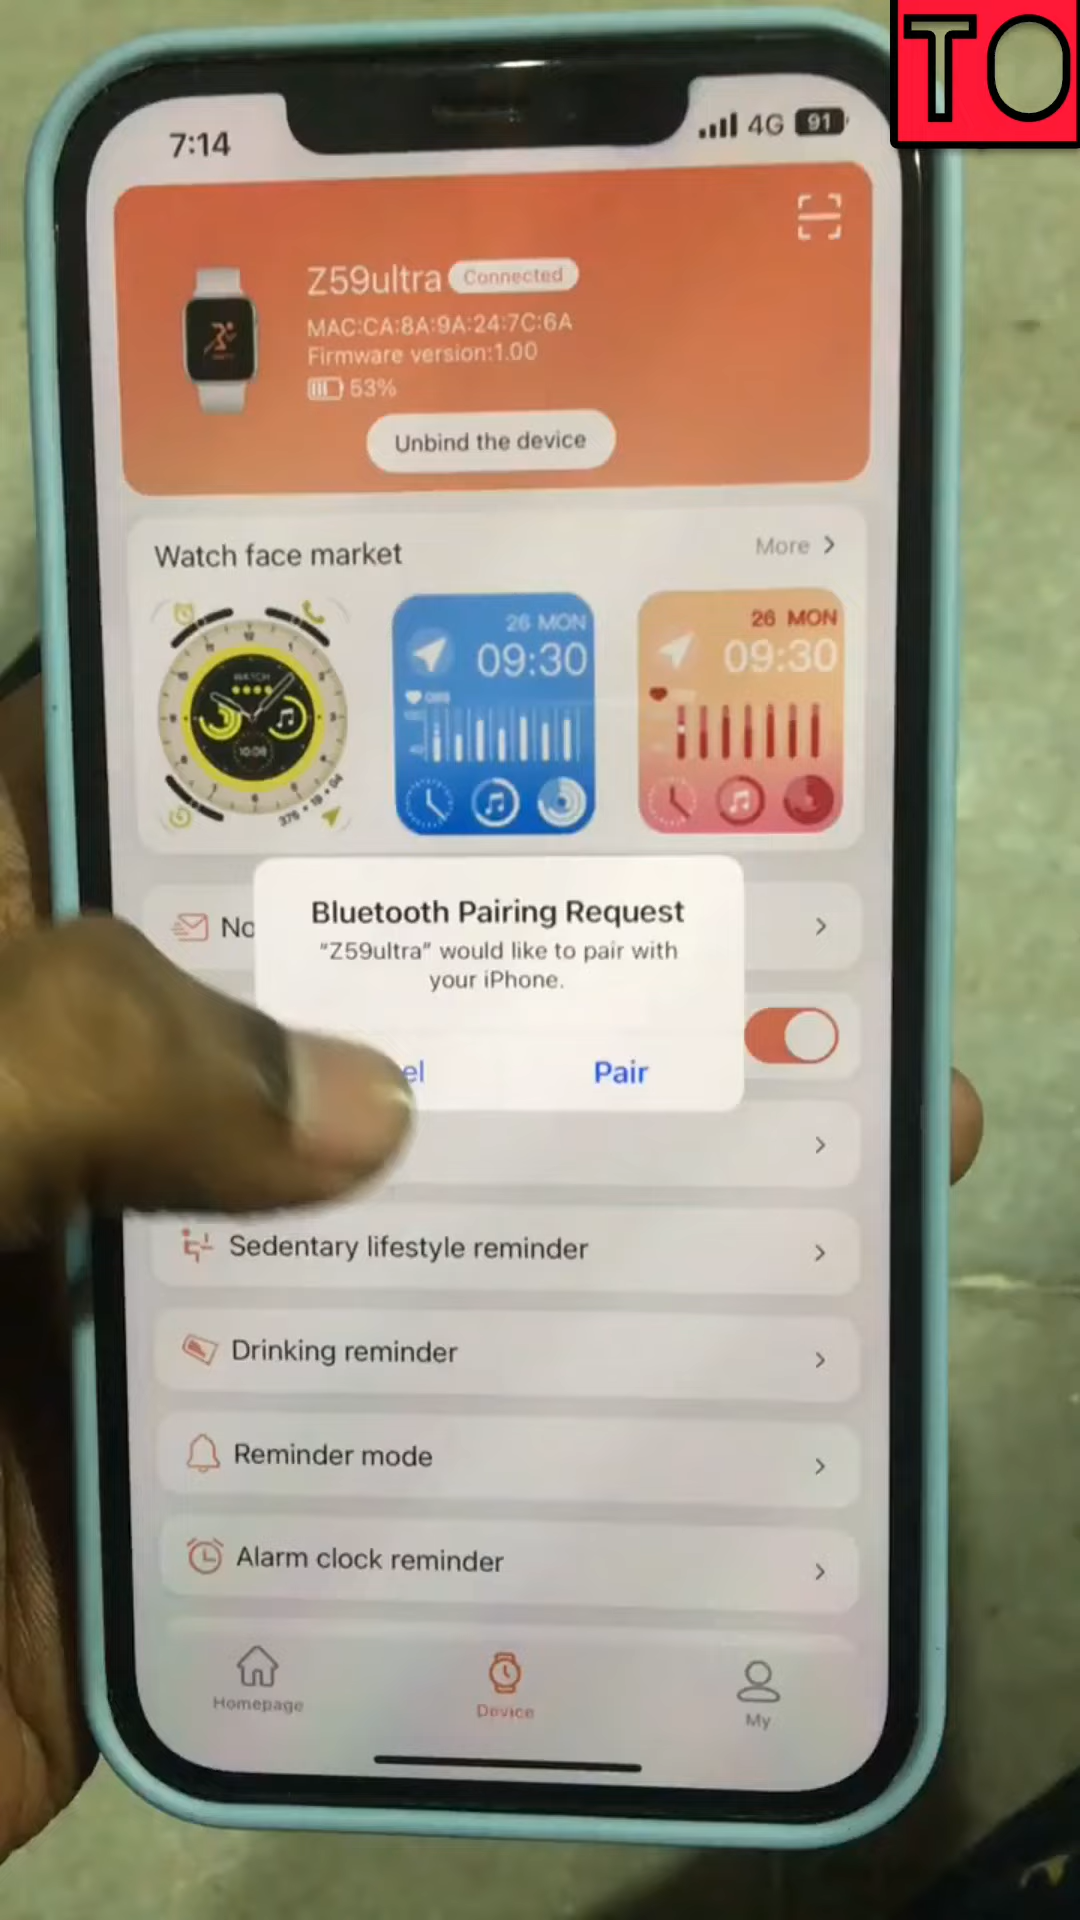 TO
7:14
4G 91
Z59ultra Connected
MAC:CA:8A:9A:24:7C:6A
Firmware version:1.00
53%
Unbind the device
Watch face market
More
26 MON
09:30
26 MON
09:30
WATCH
10:08
Bluetooth Pairing Request
"Z59ultra" would like to pair with
your iPhone.
Pair
Sedentary lifestyle reminder
Drinking reminder
Reminder mode
Alarm clock reminder
Homepage
Device
My